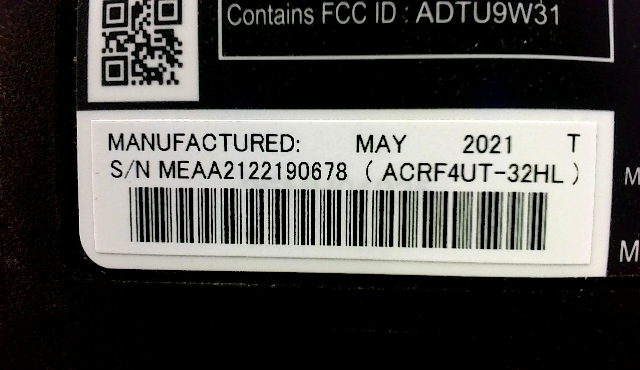 Contains FCC ID : ADTU9W31
MANUFACTURED: MAY 2021 T
S/N MEAA2122190678 ( ACRF4UT-32HL )
M
M